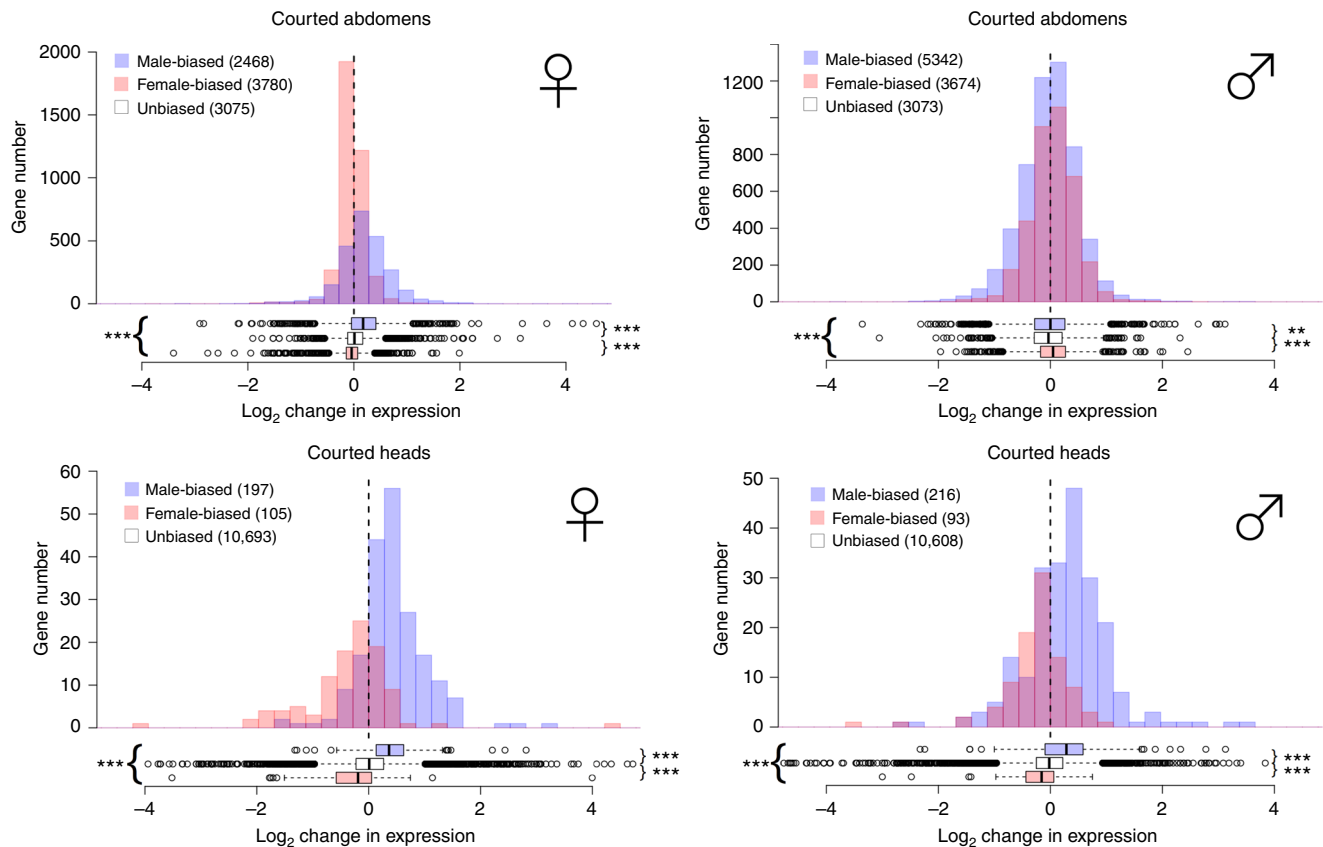 Courted abdomens
Male-biased (2468)
Female-biased (3780)
Unbiased (3075)
♀
Gene number
2000
1500
1000
500
0
***
***
***
−4 −2 0 2 4
Log2 change in expression
Courted abdomens
Male-biased (5342)
Female-biased (3674)
Unbiased (3073)
♂
Gene number
1200
800
600
400
200
0
***
**
***
−4 −2 0 2 4
Log2 change in expression
Courted heads
Male-biased (197)
Female-biased (105)
Unbiased (10,693)
♀
Gene number
60
50
40
30
20
10
0
***
***
***
−4 −2 0 2 4
Log2 change in expression
Courted heads
Male-biased (216)
Female-biased (93)
Unbiased (10,608)
♂
Gene number
50
40
30
20
10
0
***
***
***
−4 −2 0 2 4
Log2 change in expression